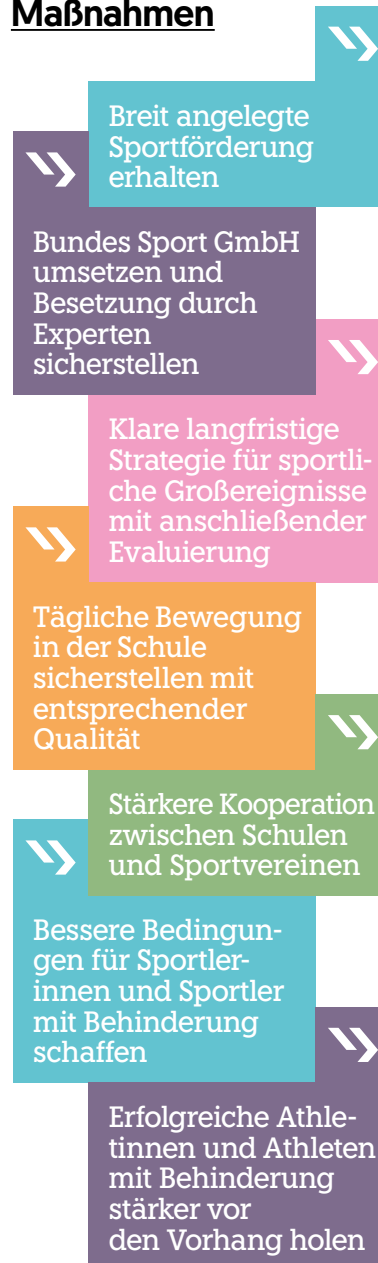 Maßnahmen
Breit angelegte
Sportförderung
erhalten
Bundes Sport GmbH
umsetzen und
Besetzung durch
Experten
sicherstellen
Klare langfristige
Strategie für sportli-
che Großereignisse
mit anschließender
Evaluierung
Tägliche Bewegung
in der Schule
sicherstellen mit
entsprechender
Qualität
Stärkere Kooperation
zwischen Schulen
und Sportvereinen
Bessere Bedingun-
gen für Sportler-
innen und Sportler
mit Behinderung
schaffen
Erfolgreiche Athle-
tinnen und Athleten
mit Behinderung
stärker vor
den Vorhang holen